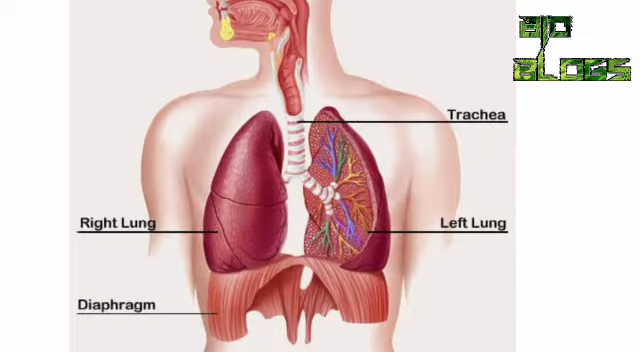 BIO
BLOGS
Trachea
Right Lung
Left Lung
Diaphragm